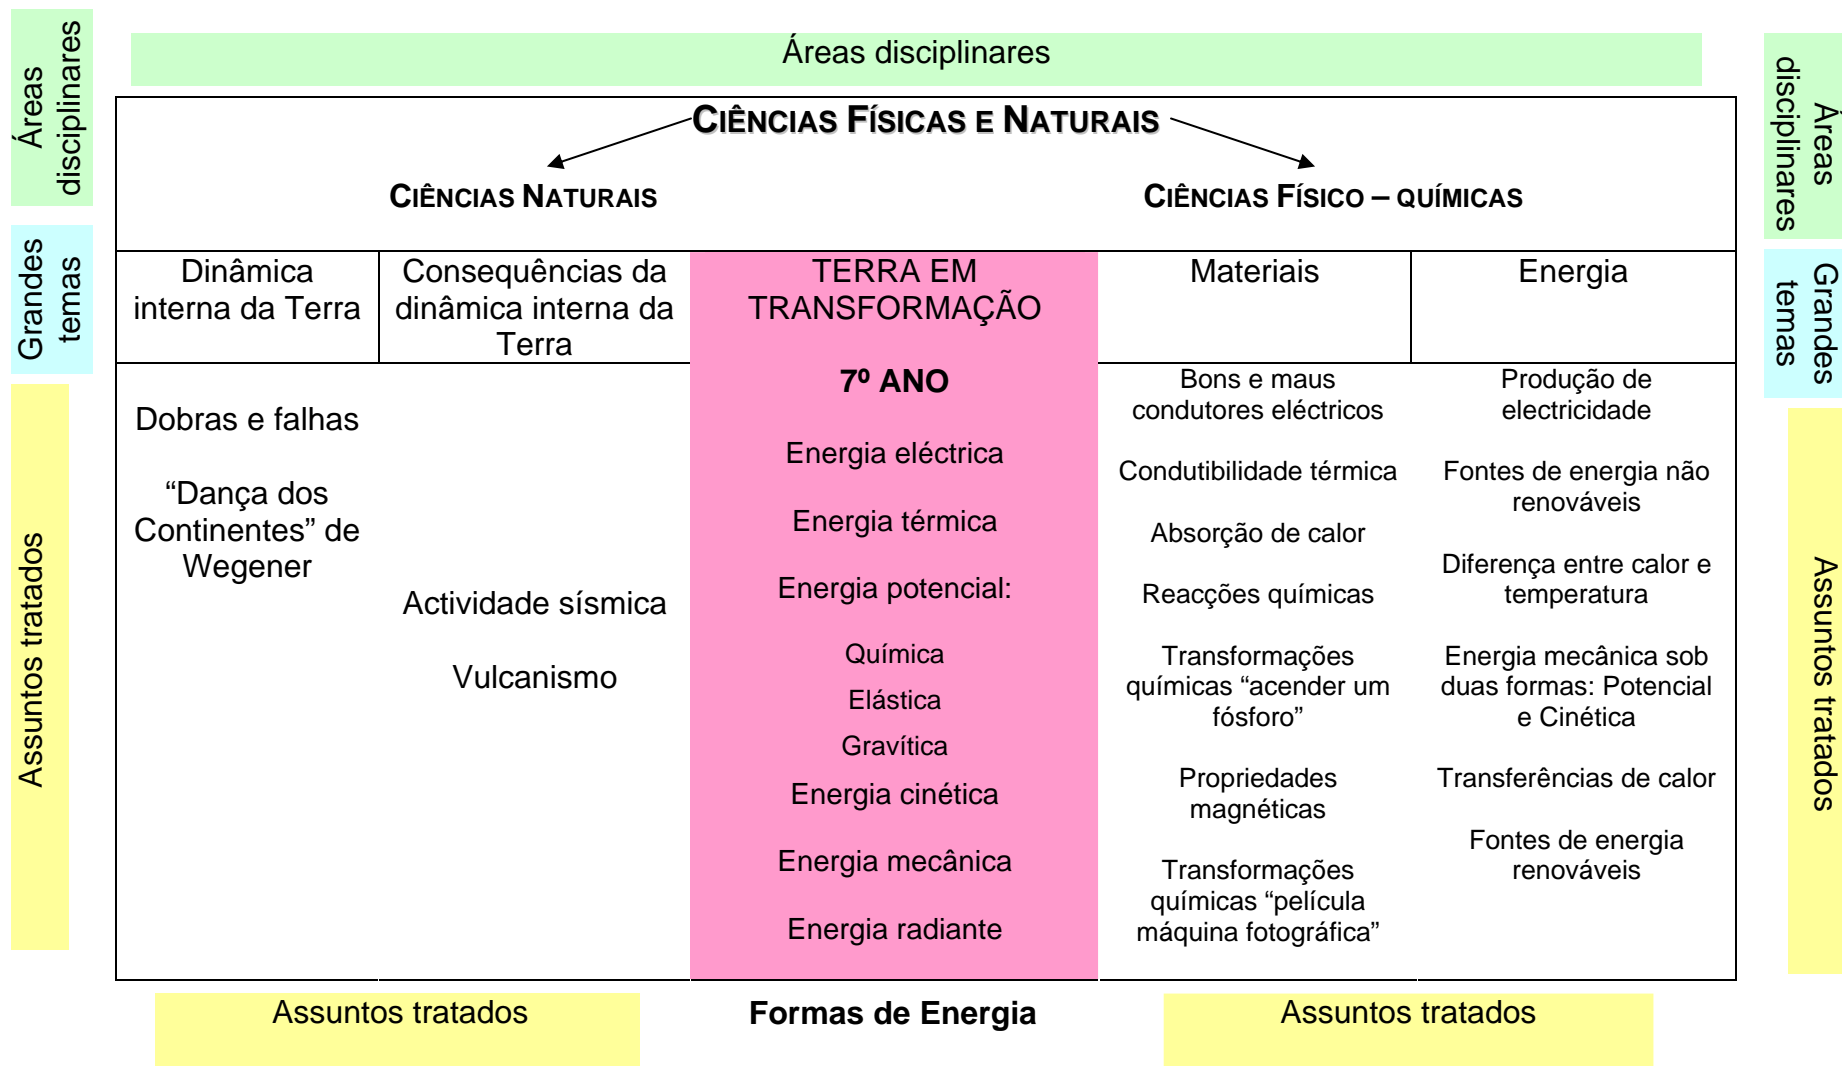 Áreas disciplinares
Áreas
disciplinares
Áreas
disciplinares
CIÊNCIAS FÍSICAS E NATURAIS
CIÊNCIAS NATURAIS
CIÊNCIAS FÍSICO – QUÍMICAS
Grandes
temas
Dinâmica
interna da Terra
Consequências da
dinâmica interna da
Terra
TERRA EM
TRANSFORMAÇÃO
Materiais
Energia
Grandes
temas
Assuntos tratados
Dobras e falhas
“Dança dos
Continentes” de
Wegener
Actividade sísmica
Vulcanismo
7º ANO
Energia eléctrica
Energia térmica
Energia potencial:
Química
Elástica
Gravítica
Energia cinética
Energia mecânica
Energia radiante
Bons e maus
condutores eléctricos
Condutibilidade térmica
Absorção de calor
Reacções químicas
Transformações
químicas “acender um
fósforo”
Propriedades
magnéticas
Transformações
químicas “película
máquina fotográfica”
Produção de
electricidade
Fontes de energia não
renováveis
Diferença entre calor e
temperatura
Energia mecânica sob
duas formas: Potencial
e Cinética
Transferências de calor
Fontes de energia
renováveis
Assuntos tratados
Assuntos tratados
Formas de Energia
Assuntos tratados